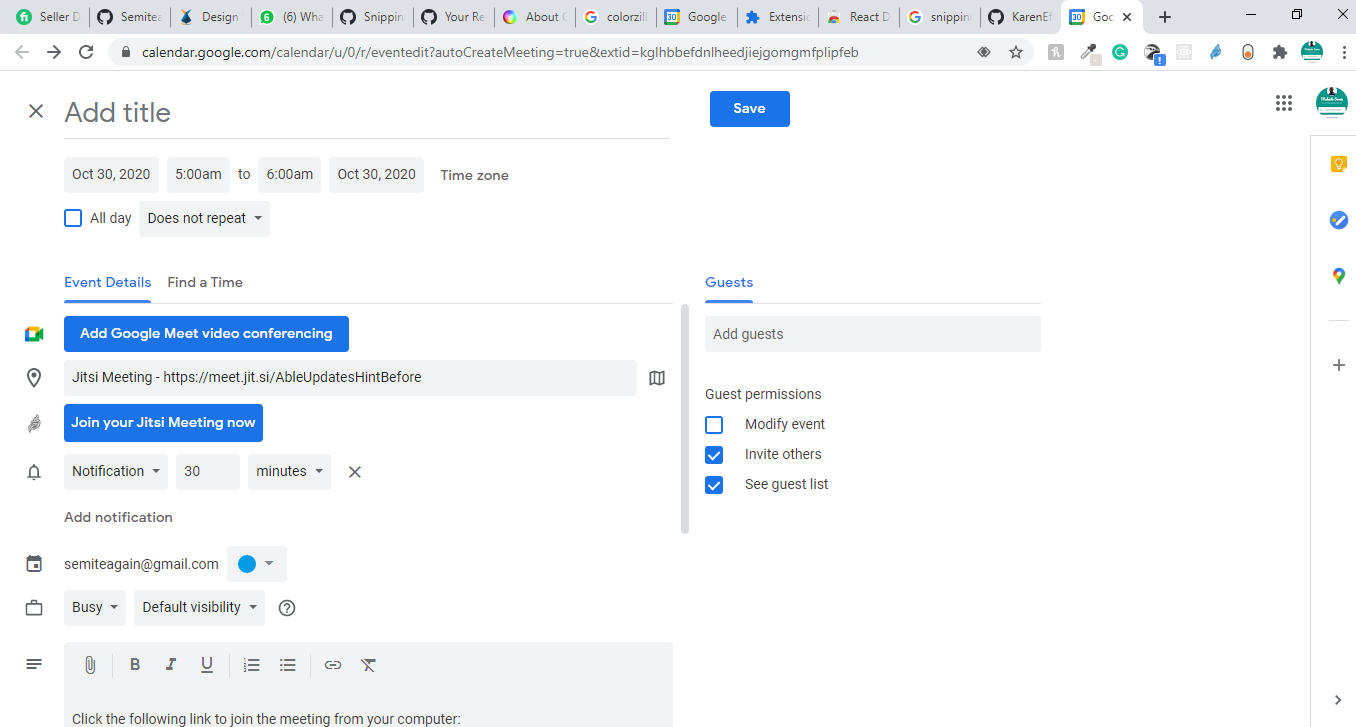 Seller D
Semitea
Design
(6) Wha
Snippin
Your Re
About
colorzill
Google
Extensio
React D
snipping
KarenEf
Goo
calendar.google.com/calendar/u/0/r/eventedit?autoCreateMeeting=true&extid=kglhbbefdnlheedjiejgomgmfplipfeb
Add title
Save
Oct 30, 2020 5:00am to 6:00am Oct 30, 2020 Time zone
All day Does not repeat
Event Details Find a Time
Guests
Add Google Meet video conferencing
Add guests
Jitsi Meeting - https://meet.jit.si/AbleUpdatesHintBefore
Guest permissions
Join your Jitsi Meeting now
Modify event
Invite others
Notification 30 minutes
See guest list
Add notification
semiteagain@gmail.com
Busy Default visibility
B I U
Click the following link to join the meeting from your computer: